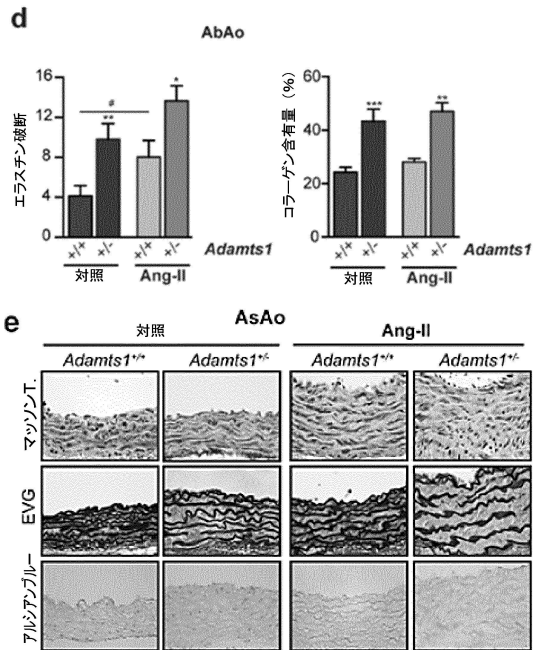 d
AbAo
エラスチン破断
16
12
8
4
0
#
**
*
+/+
+/-
+/+
+/-
Adamts1
対照
Ang-II
コラーゲン含有量 (%)
60
40
20
0
***
**
+/+
+/-
+/+
+/-
Adamts1
対照
Ang-II
e
AsAo
対照
Ang-II
Adamts1+/+
Adamts1+/-
Adamts1+/+
Adamts1+/-
マッソンT.
EVG
アルシアンブルー